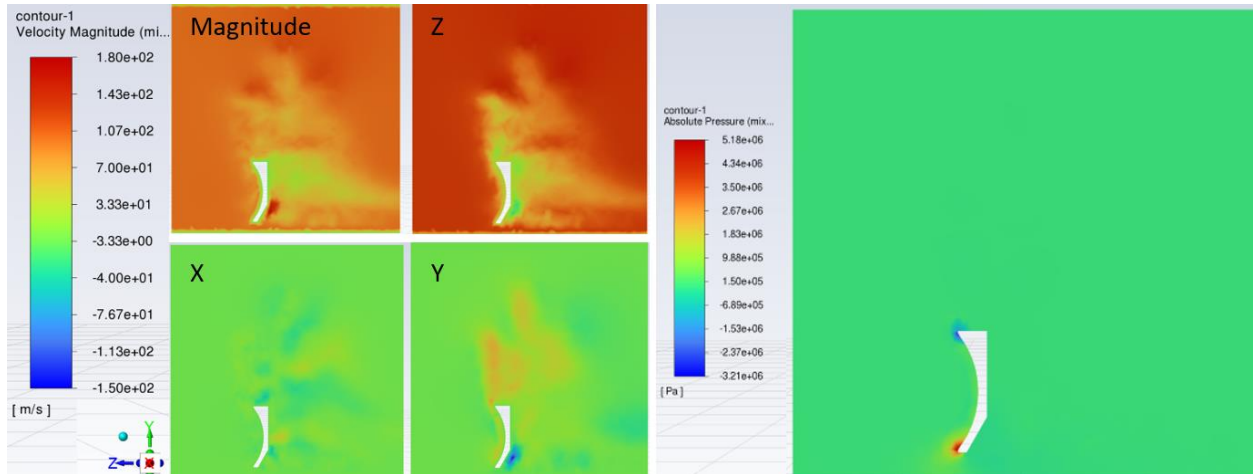 contour-1
Velocity Magnitude (mi...
1.80e+02
1.43e+02
1.07e+02
7.00e+01
3.33e+01
-3.33e+00
-4.00e+01
-7.67e+01
-1.13e+02
-1.50e+02
[ m/s ]
Y
Z
Magnitude
Z
X
Y
contour-1
Absolute Pressure (mix...
5.18e+06
4.34e+06
3.50e+06
2.67e+06
1.83e+06
9.88e+05
1.50e+05
-6.89e+05
-1.53e+06
-2.37e+06
-3.21e+06
[ Pa ]